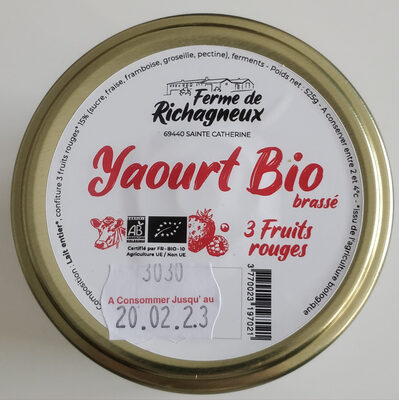 Composition : Lait entier*, confiture 3 fruits rouges* 15% (sucre, fraise, framboise, groseille, pectine), ferments - Poids net : 525g - A conserver entre 2 et 4°c - *Issu de l'agriculture biologique
Ferme de
Richagneux
69440 SAINTE CATHERINE
Yaourt Bio
brassé
3 Fruits
rouges
AB
Certifié par FR-BIO-10
Agriculture UE / Non UE
3030
A Consommer Jusqu' au
20.02.23
3770023197021